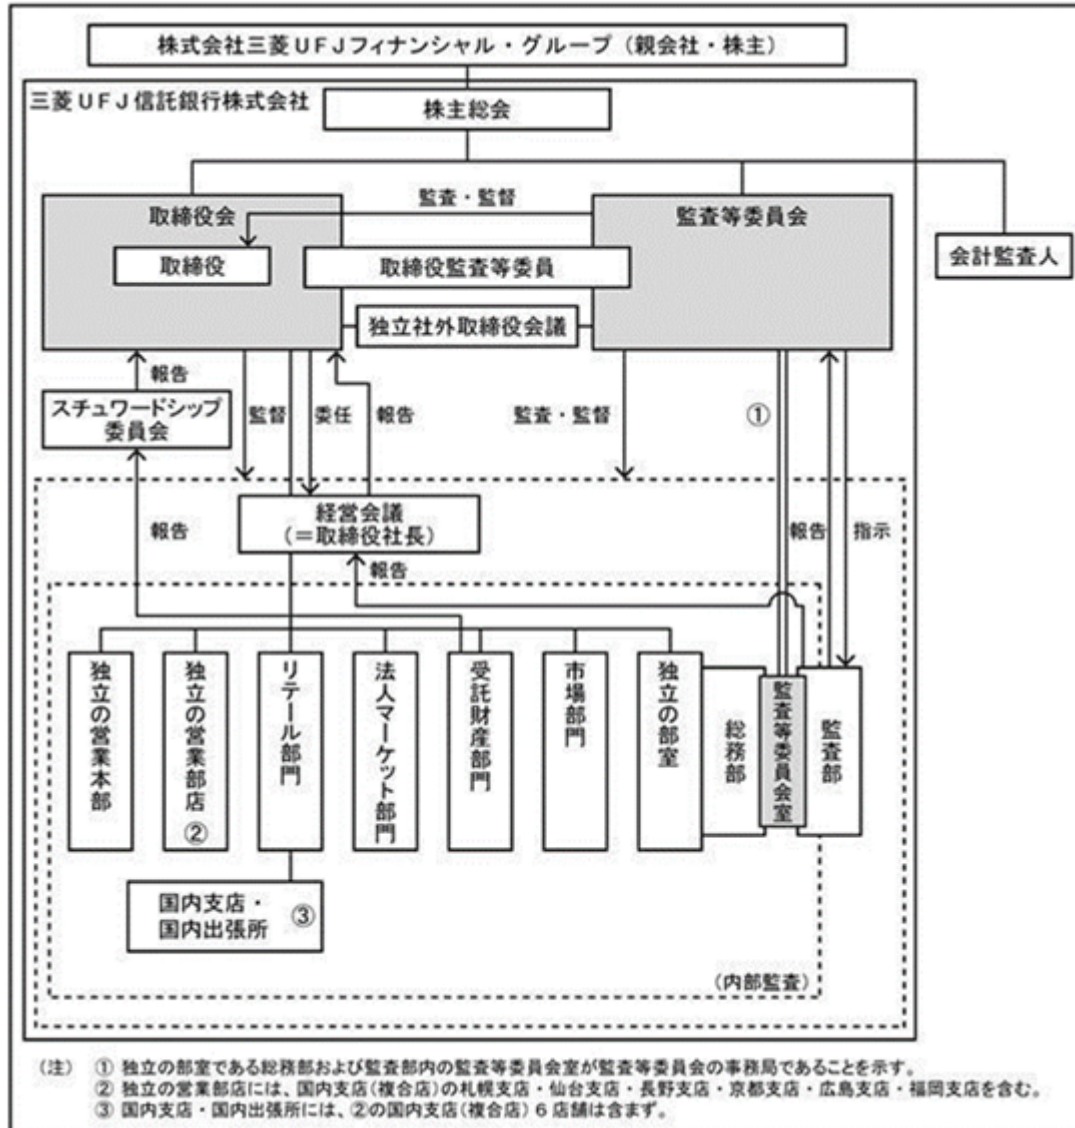 株式会社三菱UFJフィナンシャル・グループ（親会社・株主）
三菱UFJ信託銀行株式会社
株主総会
取締役会
監査・監督
監査等委員会
取締役
取締役監査等委員
会計監査人
独立社外取締役会議
報告
スチュワードシップ
委員会
監督
委任
報告
監査・監督
①
報告
経営会議
（＝取締役社長）
報告
指示
報告
独立の営業本部
独立の営業部店②
リテール部門
法人マーケット部門
受託財産部門
市場部門
独立の部室
総務部
監査等委員会室
監査部
国内支店・
国内出張所
③
（内部監査）
（注） ① 独立の部室である総務部および監査部内の監査等委員会室が監査等委員会の事務局であることを示す。
② 独立の営業部店には、国内支店（複合店）の札幌支店・仙台支店・長野支店・京都支店・広島支店・福岡支店を含む。
③ 国内支店・国内出張所には、②の国内支店（複合店）６店舗は含まず。